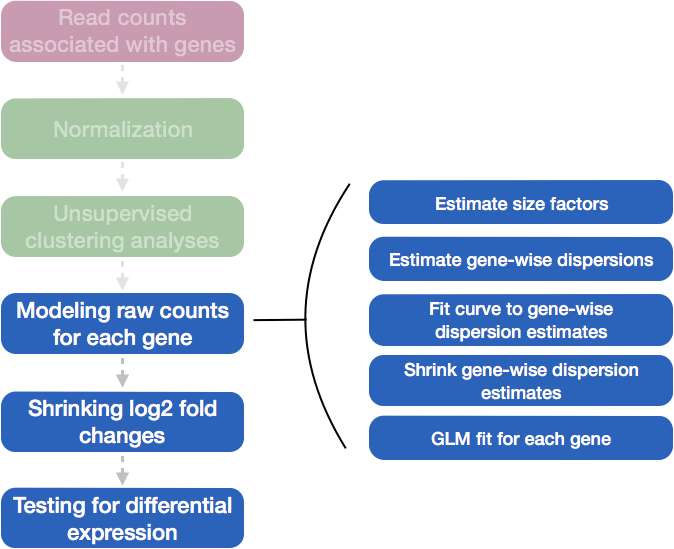 Read counts
associated with genes
Normalization
Unsupervised
clustering analyses
Modeling raw counts
for each gene
Shrinking log2 fold
changes
Testing for differential
expression
Estimate size factors
Estimate gene-wise dispersions
Fit curve to gene-wise
dispersion estimates
Shrink gene-wise dispersion
estimates
GLM fit for each gene